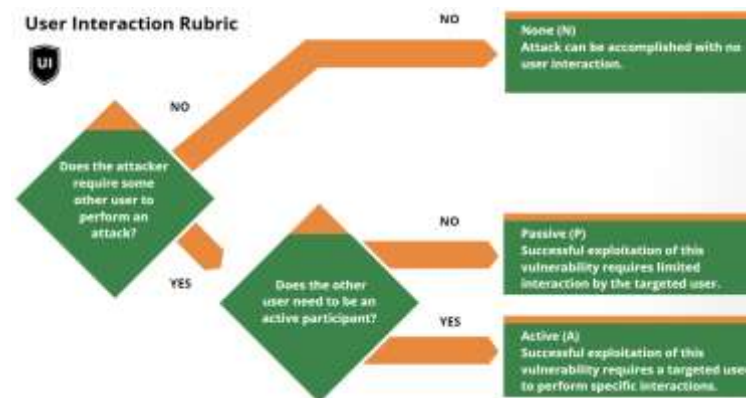 User Interaction Rubric
UI
NO
None (N)
Attack can be accomplished with no
user interaction.
NO
Does the attacker
require some
other user to
perform an
attack?
YES
Does the other
user need to be an
active participant?
NO
Passive (P)
Successful exploitation of this
vulnerability requires limited
interaction by the targeted user.
YES
Active (A)
Successful exploitation of this
vulnerability requires a targeted use
to perform specific interactions.